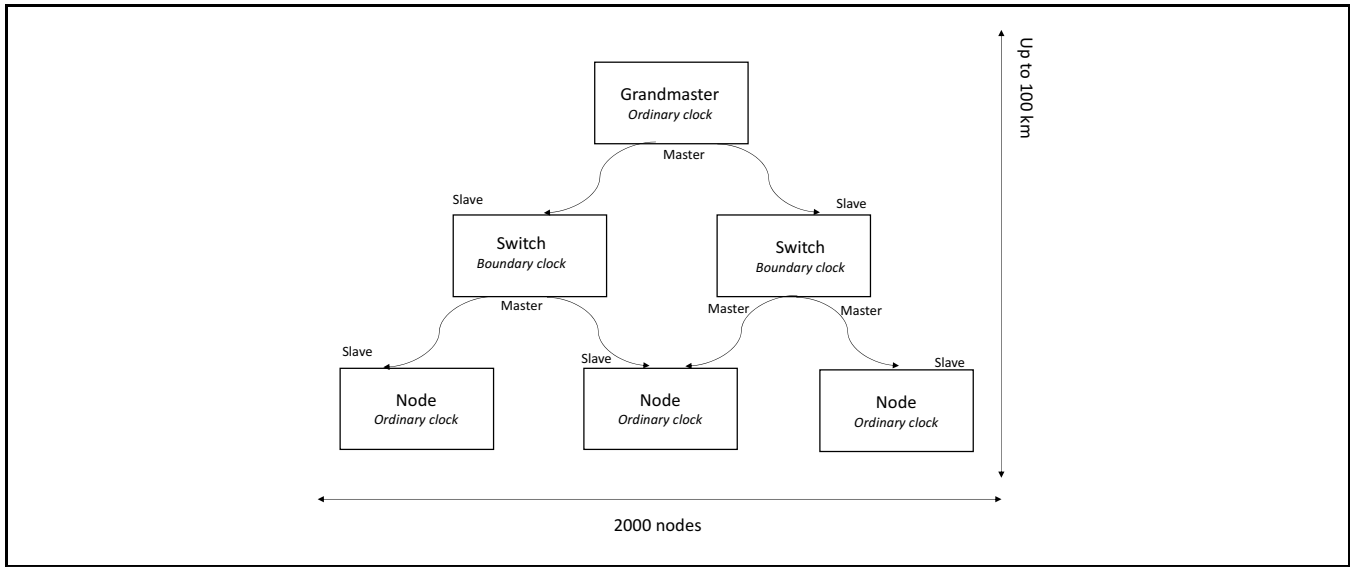 Up to 100 km
Grandmaster
Ordinary clock
Master
Slave
Slave
Switch
Boundary clock
Switch
Boundary clock
Master
Master
Master
Slave
Slave
Slave
Node
Ordinary clock
Node
Ordinary clock
Node
Ordinary clock
2000 nodes